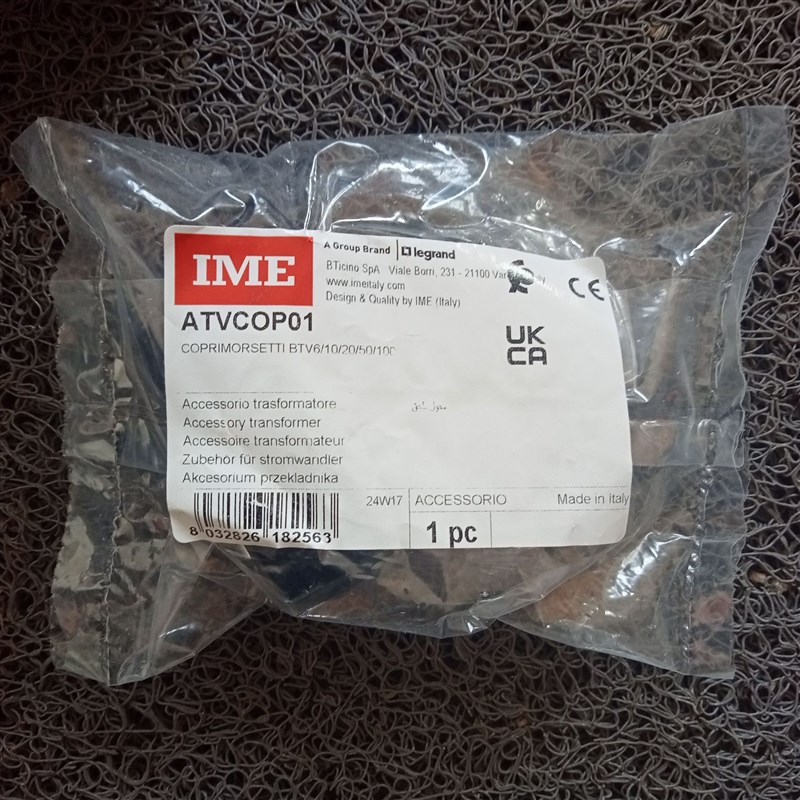 IME
A Group Brand legrand
BTicino SpA Viale Borri, 231 - 21100
www.imeitaly.com
Design & Quality by IME (Italy)
CE
ATVCOP01
UK
CA
COPRIMORSETTI BTV6/10/20/50/100
Accessorio trasformatore
Accessory transformer
Accessoire transformateur
Zubehör für stromwandler
Akcesorium przekladnika
24W17 ACCESSORIO Made in Italy
1 pc
8 032826 182563